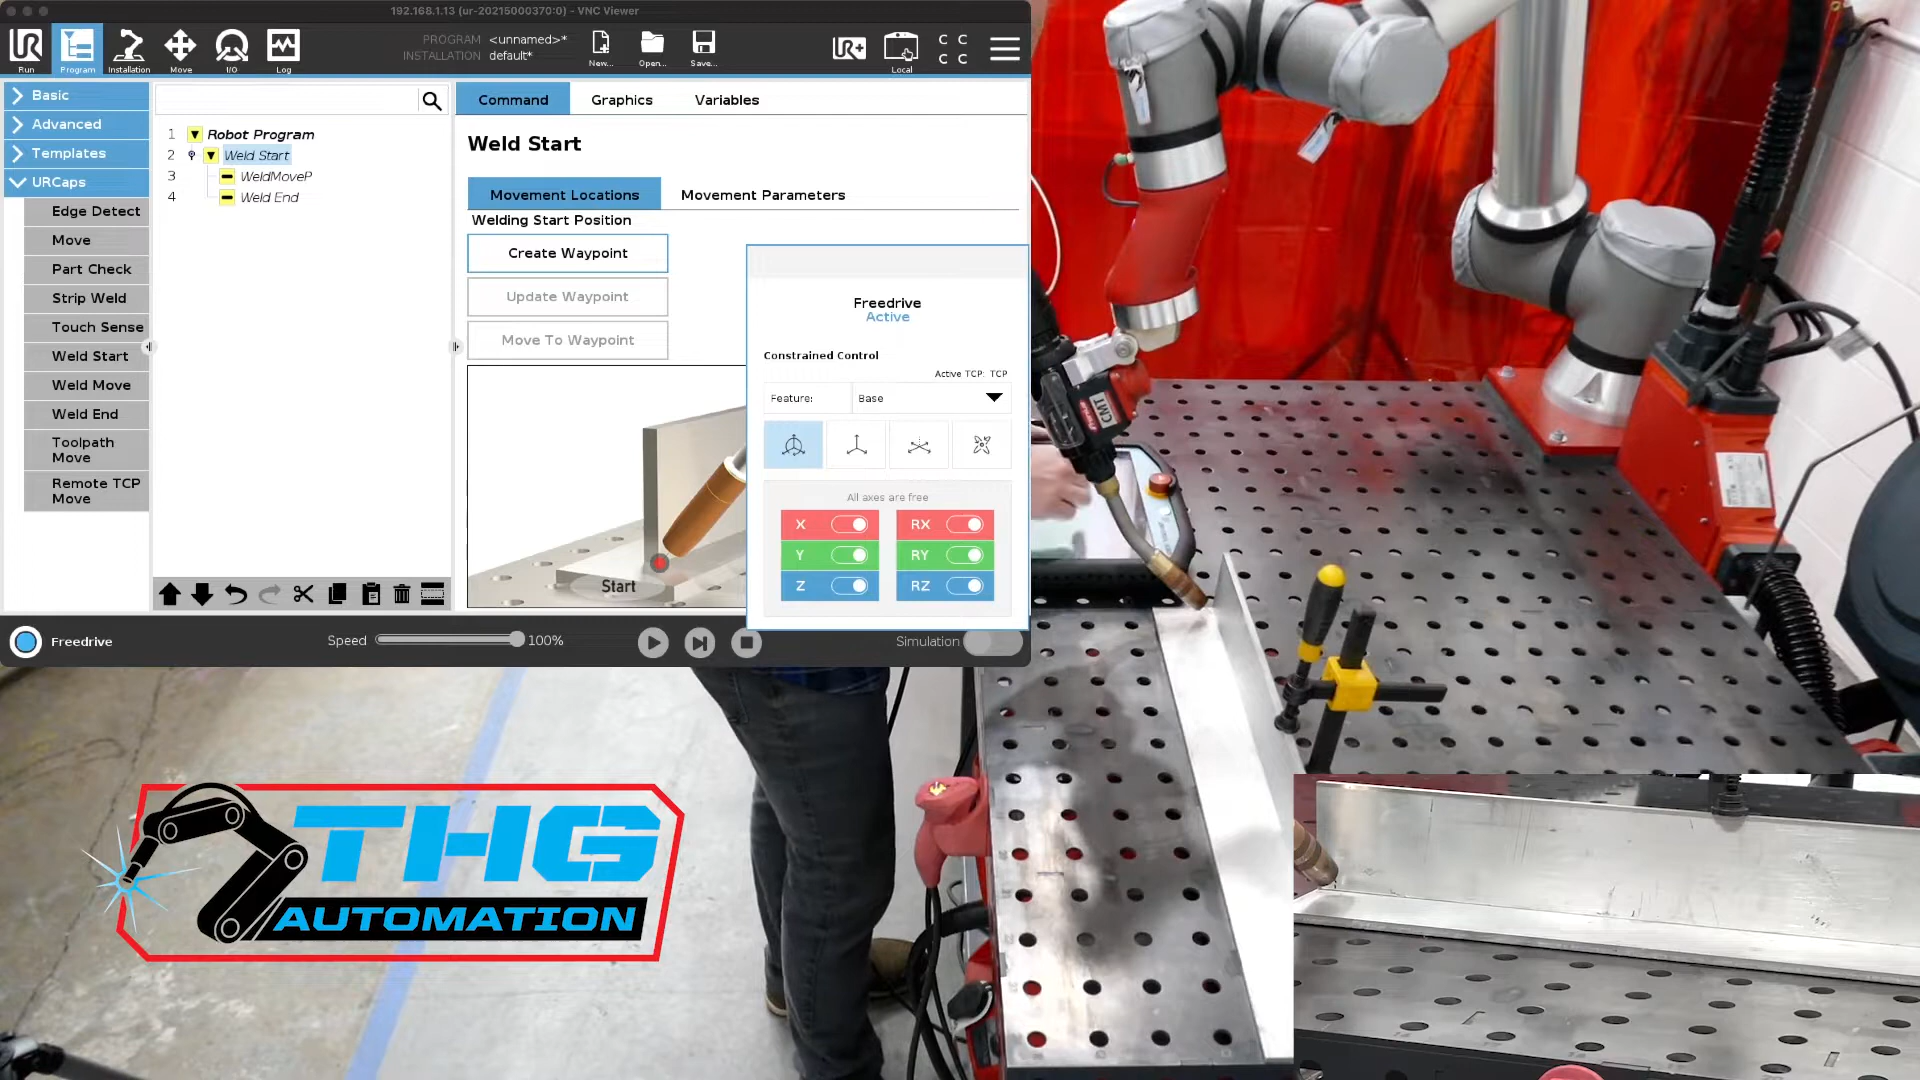 192.168.1.13 (ur-20215000370:0) - VNC Viewer
Run
Program
Installation
Move
I/O
Log
PROGRAM <unnamed>*
INSTALLATION default*
New...
Open...
Save...
UR+
Local
C C
C C
Basic
Advanced
Templates
URCaps
Edge Detect
Move
Part Check
Strip Weld
Touch Sense
Weld Start
Weld Move
Weld End
Toolpath
Move
Remote TCP
Move
1 Robot Program
2 Weld Start
3 WeldMoveP
4 Weld End
Command Graphics Variables
Weld Start
Movement Locations Movement Parameters
Welding Start Position
Create Waypoint
Update Waypoint
Move To Waypoint
Start
Freedrive
Active
Constrained Control
Active TCP: TCP
Feature: Base
All axes are free
X RX
Y RY
Z RZ
Freedrive
Speed 100%
Simulation
THG
AUTOMATION
CMT